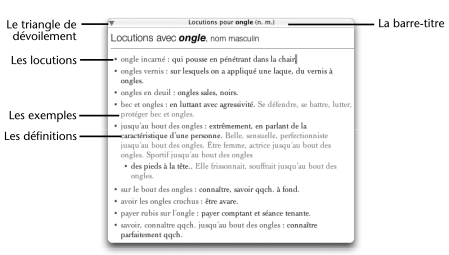 Le triangle de
dévoilement
Locutions pour ongle (n. m.)
La barre-titre
Locutions avec ongle, nom masculin
Les locutions
• ongle incarné : qui pousse en pénétrant dans la chair
• ongles vernis : sur lesquels on a appliqué une laque, du vernis à
ongles.
• ongles en deuil : ongles sales, noirs.
• bec et ongles : en luttant avec agressivité. Se défendre, se battre, lutter,
protéger bec et ongles.
Les exemples
• jusqu'au bout des ongles : extrêmement, en parlant de la
caractéristique d'une personne. Belle, sensuelle, perfectionniste
Les définitions
jusqu'au bout des ongles. Être femme, actrice jusqu'au bout des
ongles. Sportif jusqu'au bout des ongles
• des pieds à la tête.. Elle frissonnait, souffrait jusqu'au bout des
ongles.
• sur le bout des ongles : connaître, savoir qqch. à fond.
• avoir les ongles crochus : être avare.
• payer rubis sur l'ongle : payer comptant et séance tenante.
• savoir, connaître qqch. jusqu'au bout des ongles : connaître
parfaitement qqch.